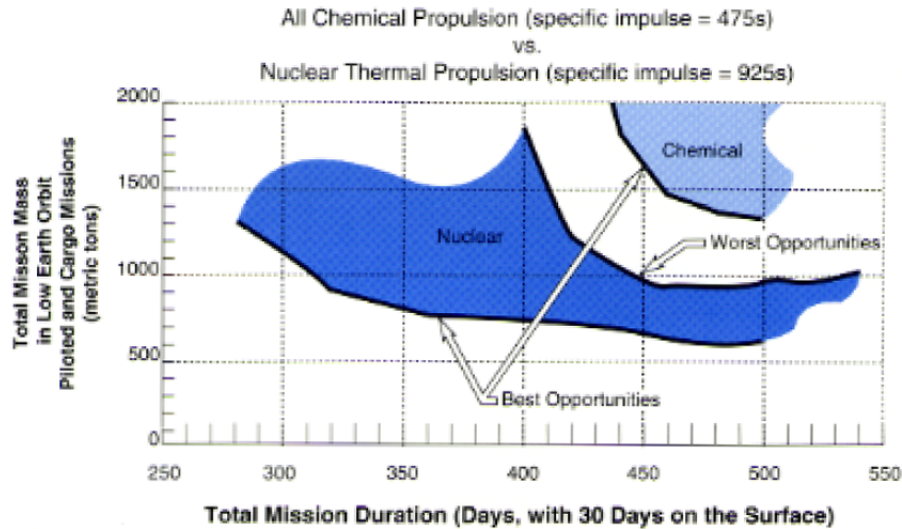 All Chemical Propulsion (specific impulse = 475s)
vs.
Nuclear Thermal Propulsion (specific impulse = 925s)
Total Misson Mass
in Low Earth Orbit
Piloted and Cargo Missions
(metric tons)
2000
1500
1000
500
0
Chemical
Nuclear
Worst Opportunities
Best Opportunities
250 300 350 400 450 500 550
Total Mission Duration (Days, with 30 Days on the Surface)